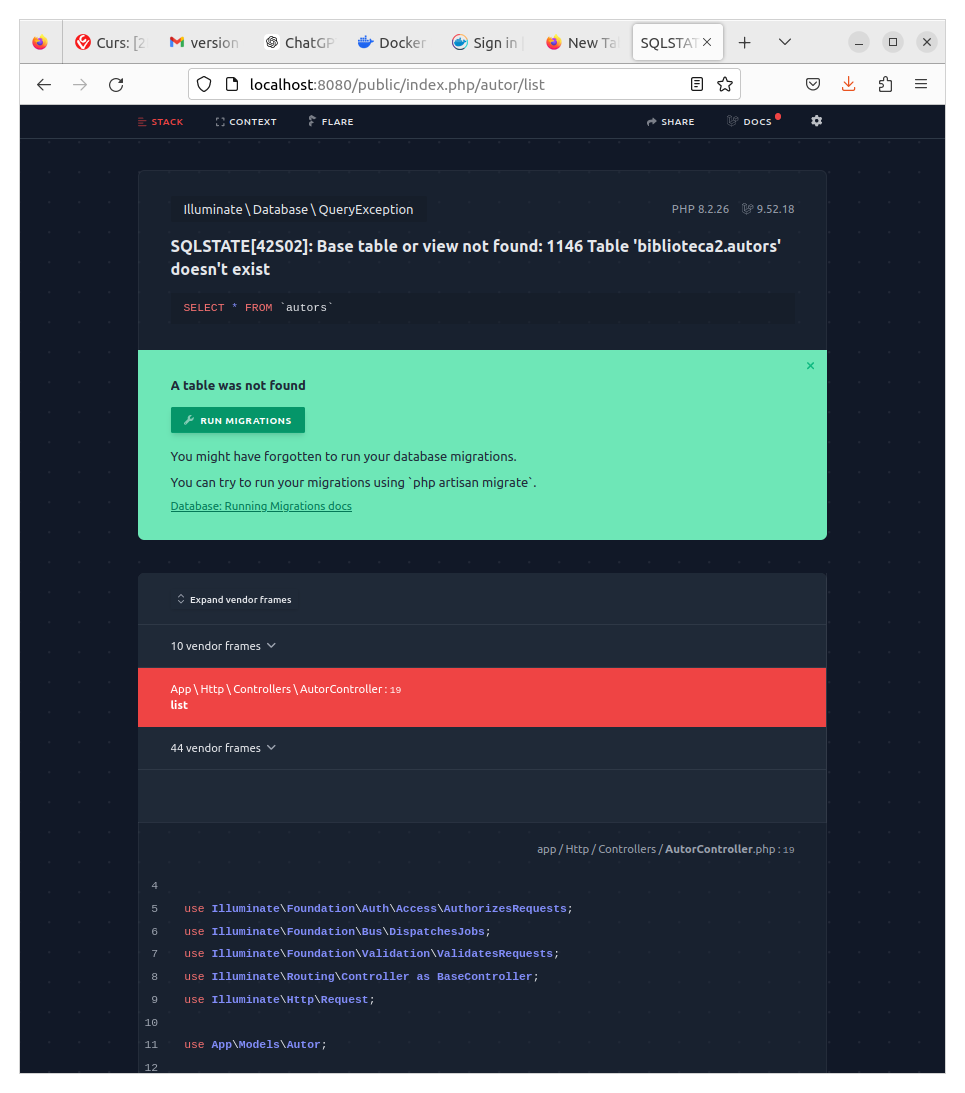 Curs: [2
version
ChatGP
Docker
Sign in
New Ta
SQLSTAT
localhost:8080/public/index.php/autor/list
STACK CONTEXT FLARE SHARE DOCS
Illuminate\Database\QueryException PHP 8.2.26 9.52.18
SQLSTATE[42S02]: Base table or view not found: 1146 Table 'biblioteca2.autors'
doesn't exist
SELECT * FROM `autors`
A table was not found
RUN MIGRATIONS
You might have forgotten to run your database migrations.
You can try to run your migrations using `php artisan migrate`.
Database: Running Migrations docs
Expand vendor frames
10 vendor frames
App\Http\Controllers\AutorController:19
list
44 vendor frames
app/Http/Controllers/AutorController.php:19
4
5 use Illuminate\Foundation\Auth\Access\AuthorizesRequests;
6 use Illuminate\Foundation\Bus\DispatchesJobs;
7 use Illuminate\Foundation\Validation\ValidatesRequests;
8 use Illuminate\Routing\Controller as BaseController;
9 use Illuminate\Http\Request;
10
11 use App\Models\Autor;
12